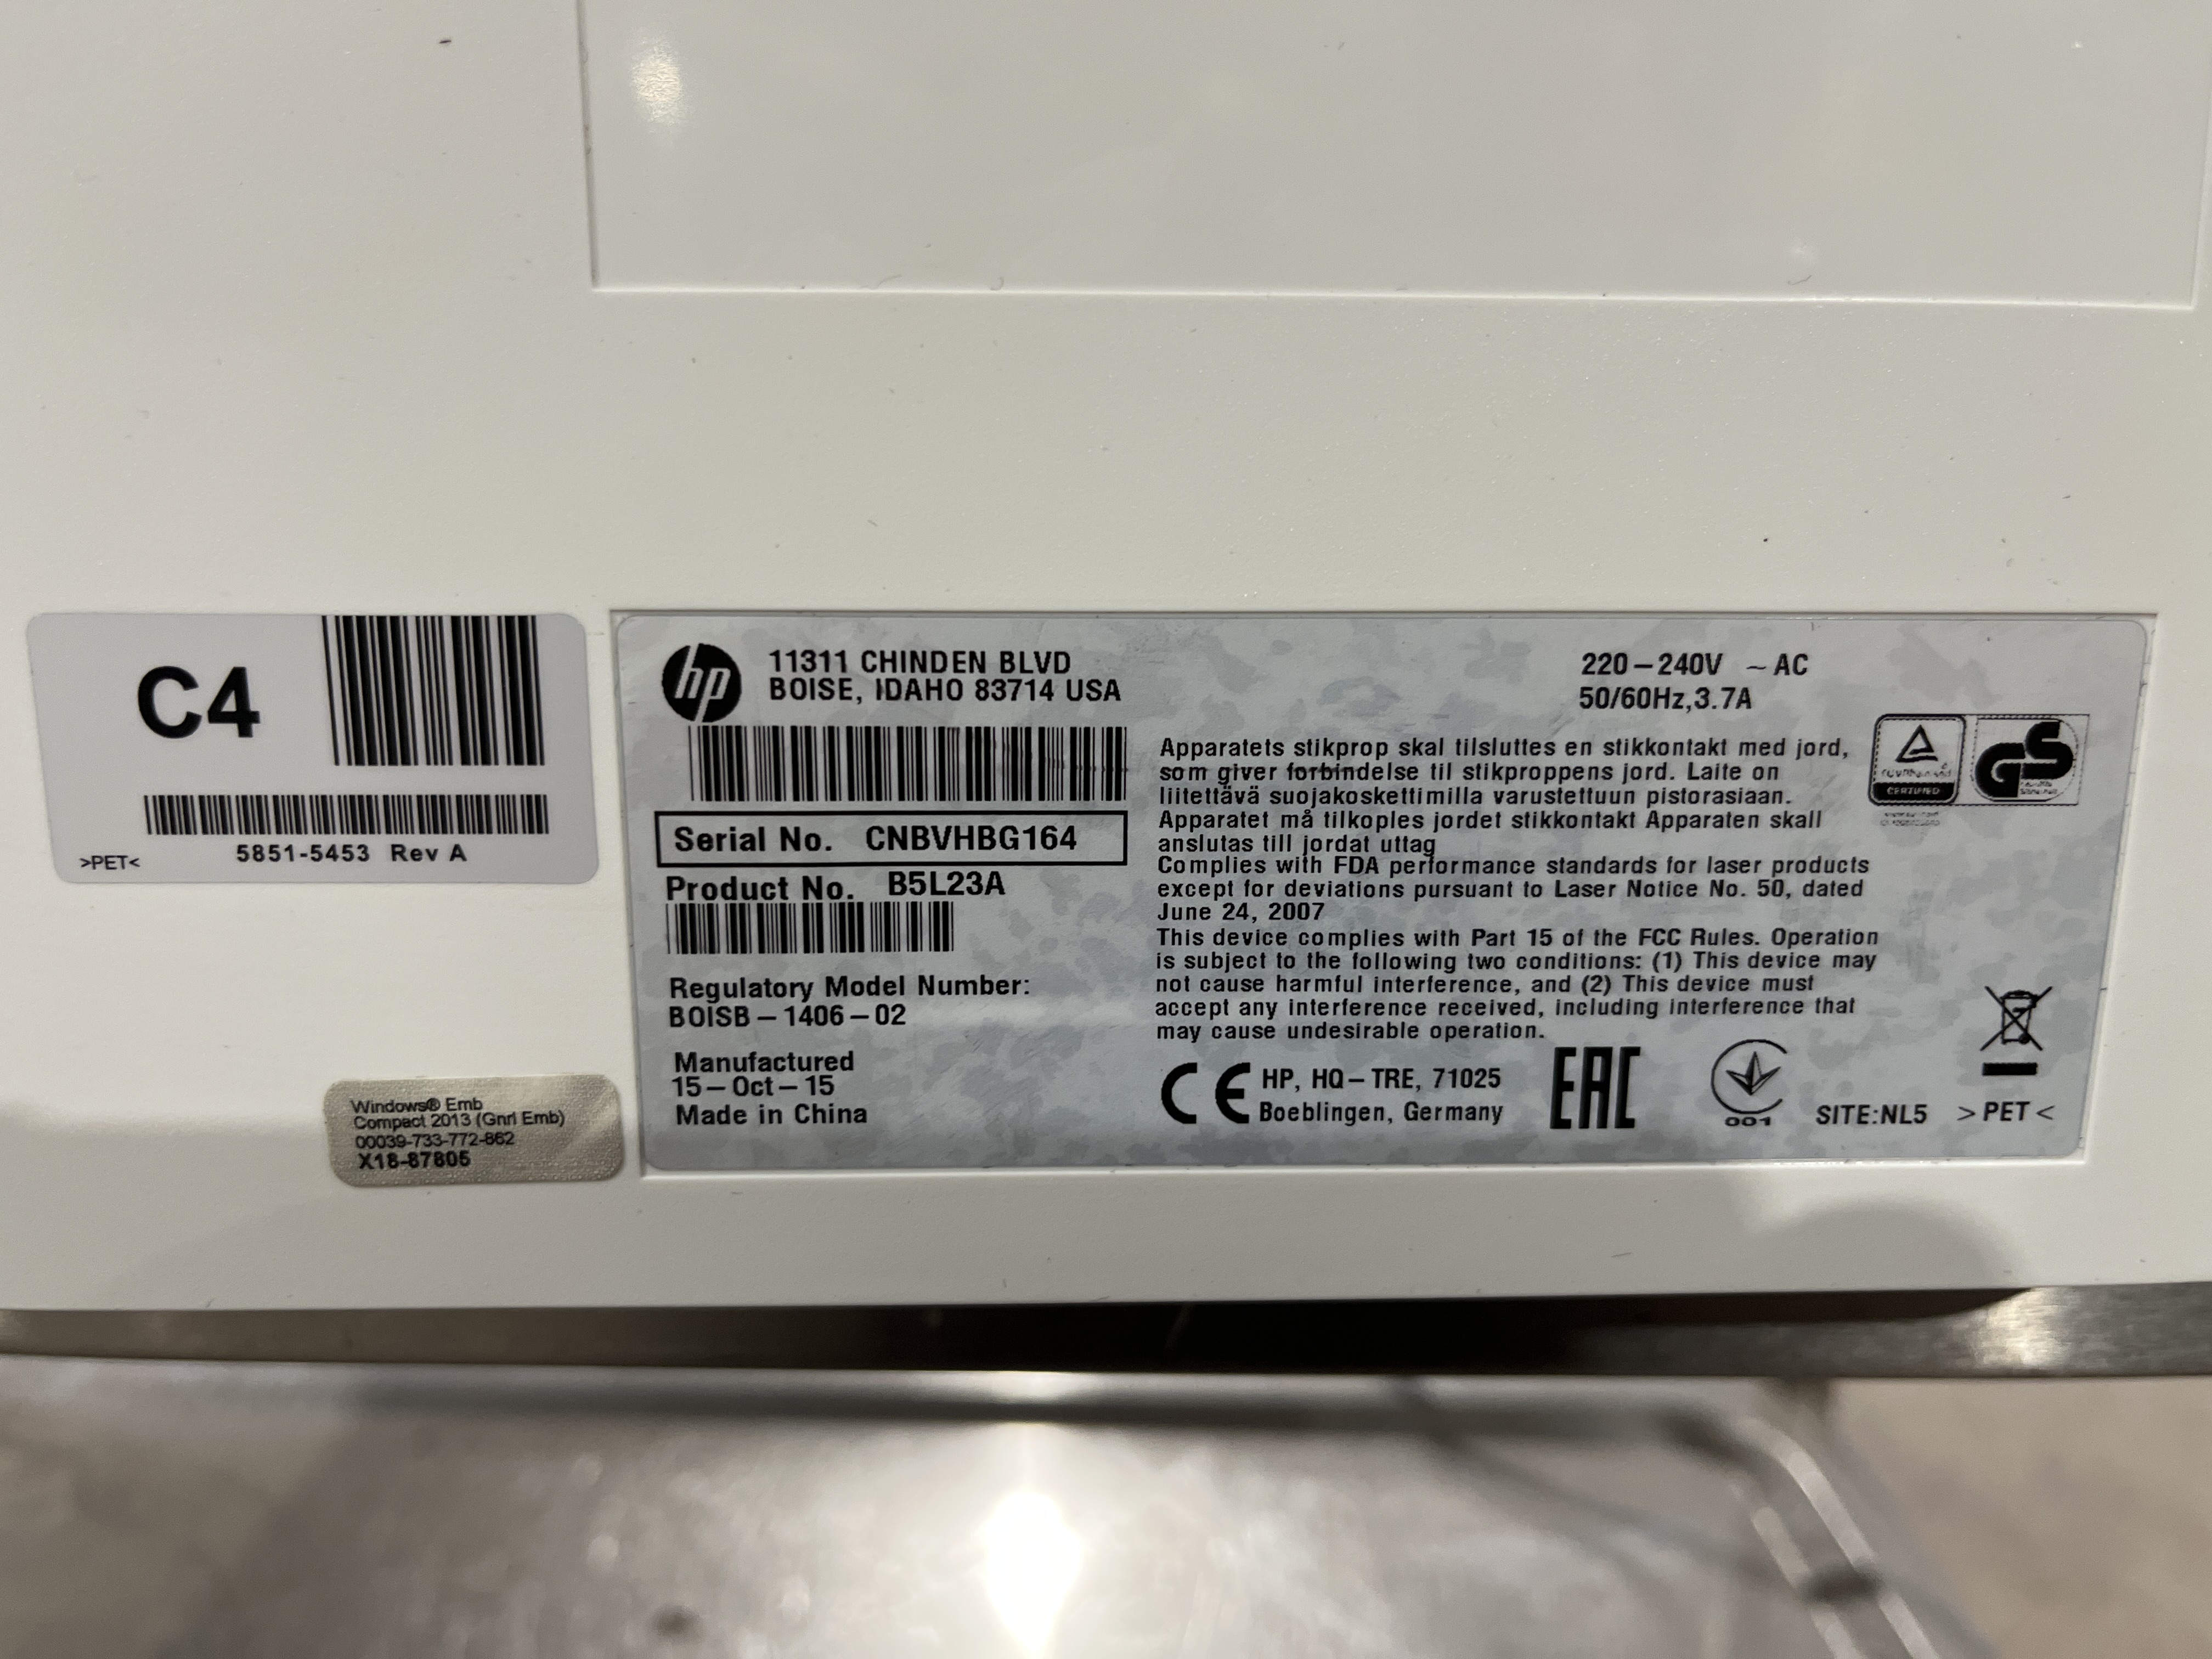 C4
5851-5453 Rev A
>PET<
Windows® Emb
Compact 2013 (Gnrl Emb)
00039-733-772-862
X18-87805
hp
11311 CHINDEN BLVD
BOISE, IDAHO 83714 USA
Serial No. CNBVHBG164
Product No. B5L23A
Regulatory Model Number:
BOISB-1406-02
Manufactured
15-Oct-15
Made in China
220-240V ~AC
50/60Hz,3.7A
Apparatets stikprop skal tilsluttes en stikkontakt med jord,
som giver forbindelse til stikproppens jord. Laite on
liitettävä suojakoskettimilla varustettuun pistorasiaan.
Apparatet må tilkoples jordet stikkontakt Apparaten skall
anslutas till jordat uttag
Complies with FDA performance standards for laser products
except for deviations pursuant to Laser Notice No. 50, dated
June 24, 2007
This device complies with Part 15 of the FCC Rules. Operation
is subject to the following two conditions: (1) This device may
not cause harmful interference, and (2) This device must
accept any interference received, including interference that
may cause undesirable operation.
CERTIFIED
GS
CE
HP, HQ-TRE, 71025
Boeblingen, Germany
EAC
001
SITE:NL5
>PET<